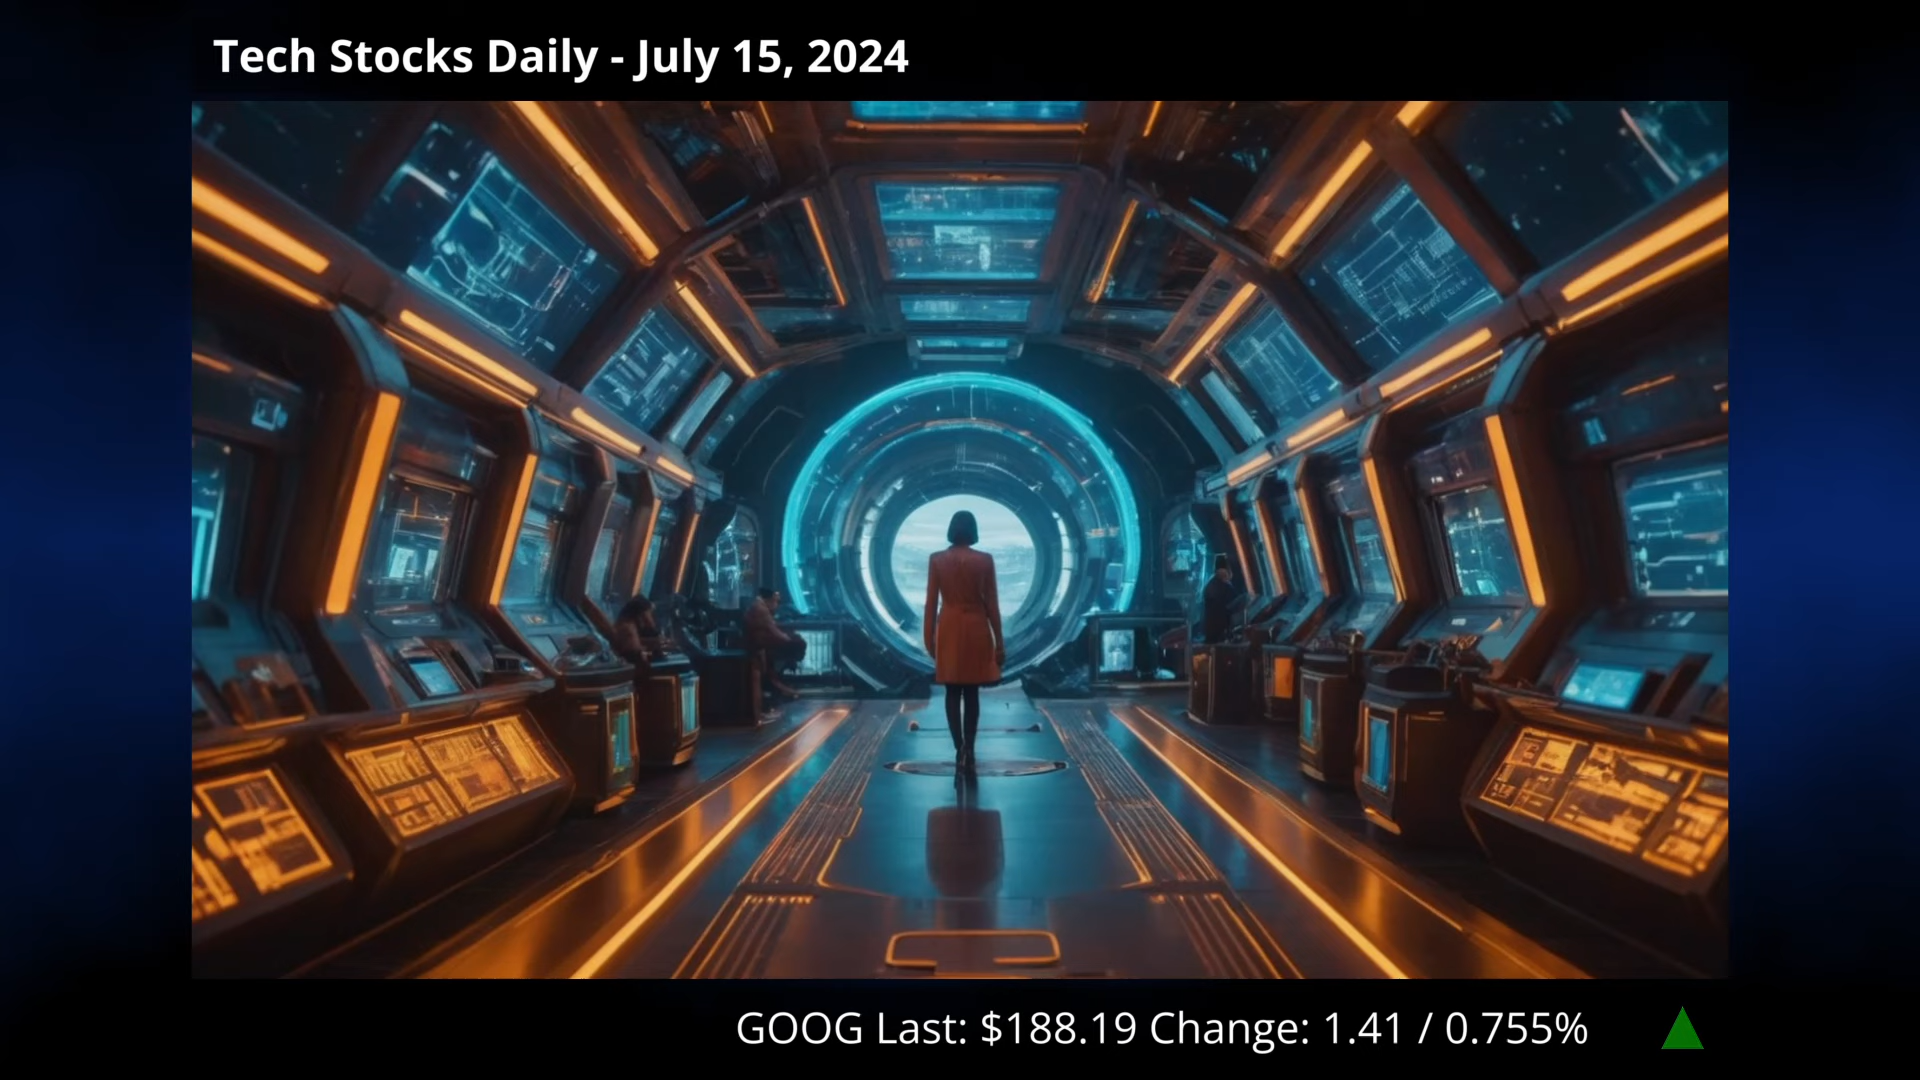 Tech Stocks Daily - July 15, 2024
GOOG Last: $188.19 Change: 1.41 / 0.755%